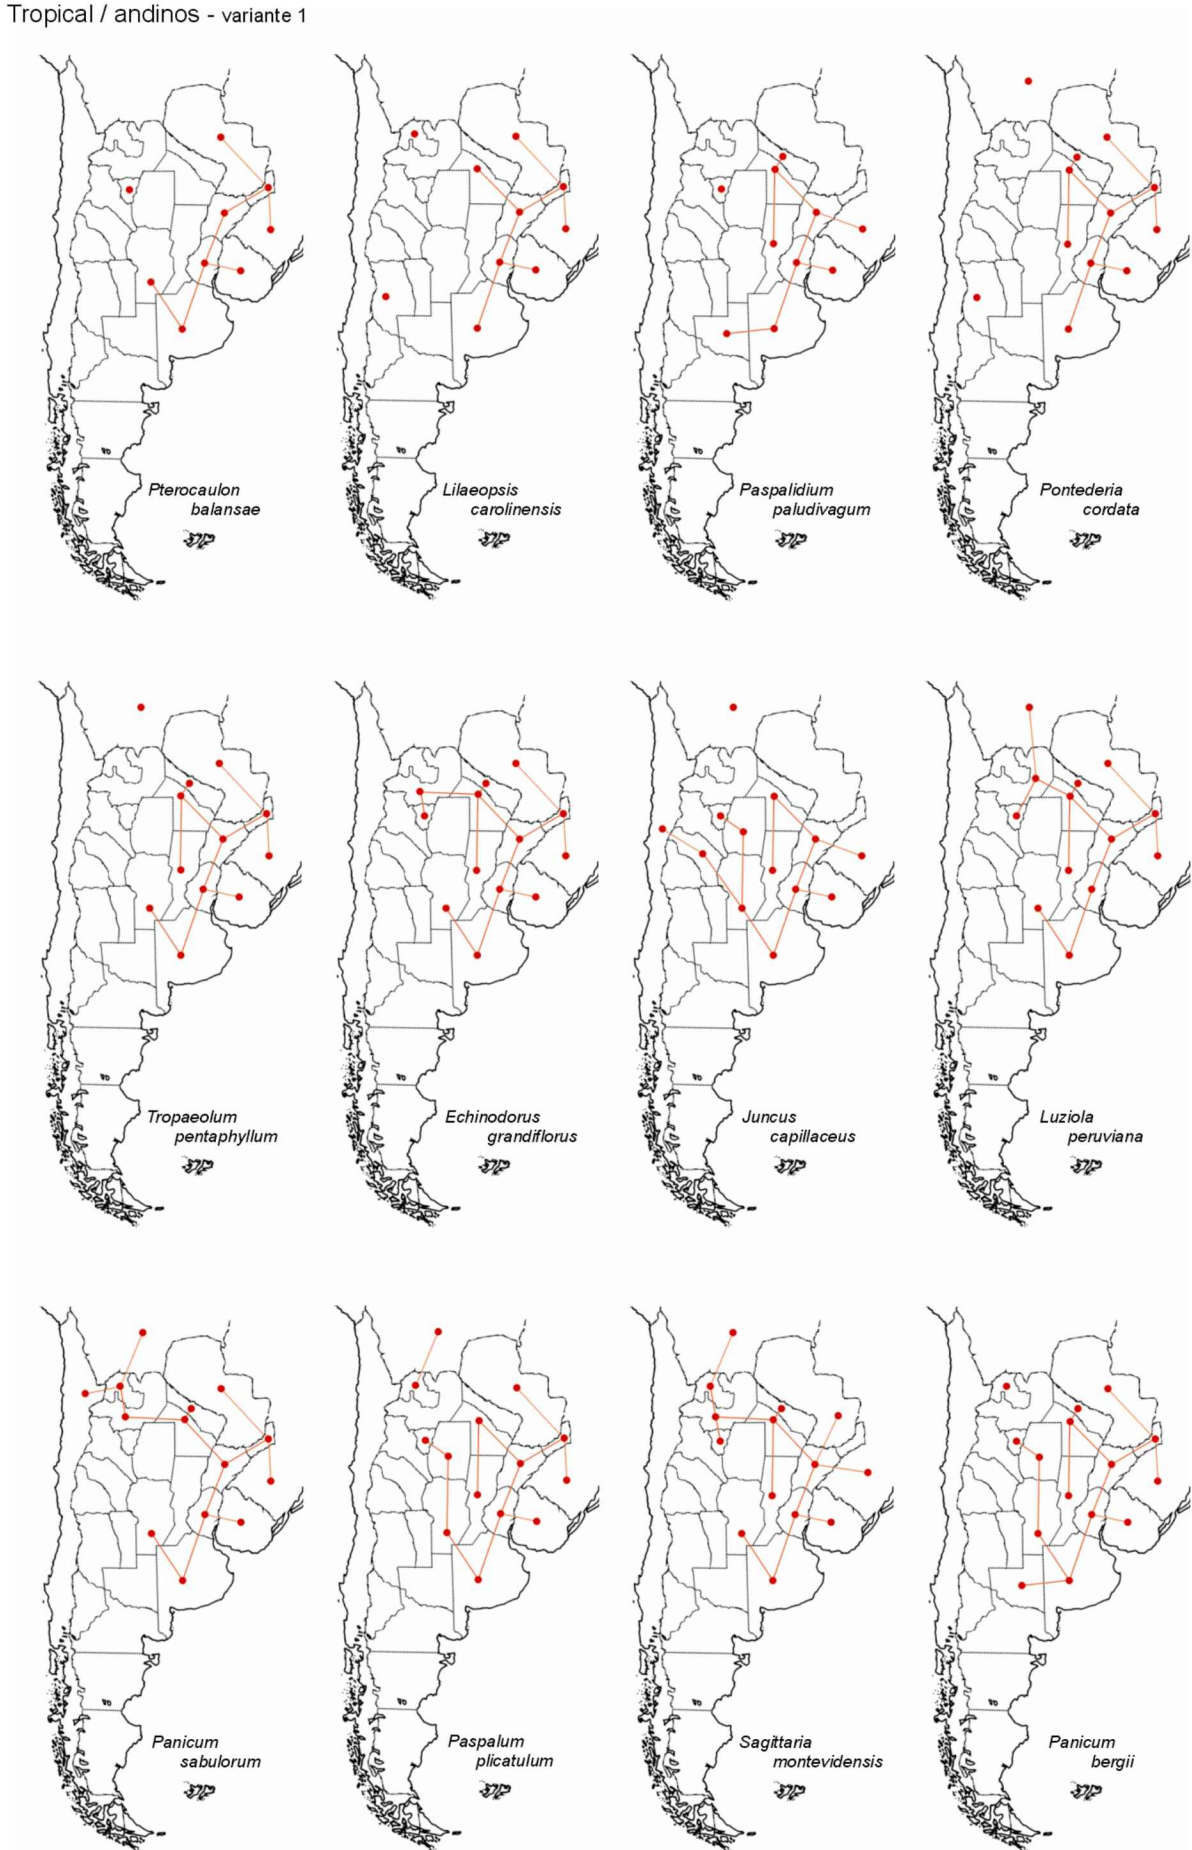 Tropical / andinos - variante 1
Pterocaulon
balansae
Lilaeopsis
carolinensis
Paspalidium
paludivagum
Pontederia
cordata
Tropaeolum
pentaphyllum
Echinodorus
grandiflorus
Juncus
capillaceus
Luziola
peruviana
Panicum
sabulorum
Paspalum
plicatulum
Sagittaria
montevidensis
Panicum
bergii